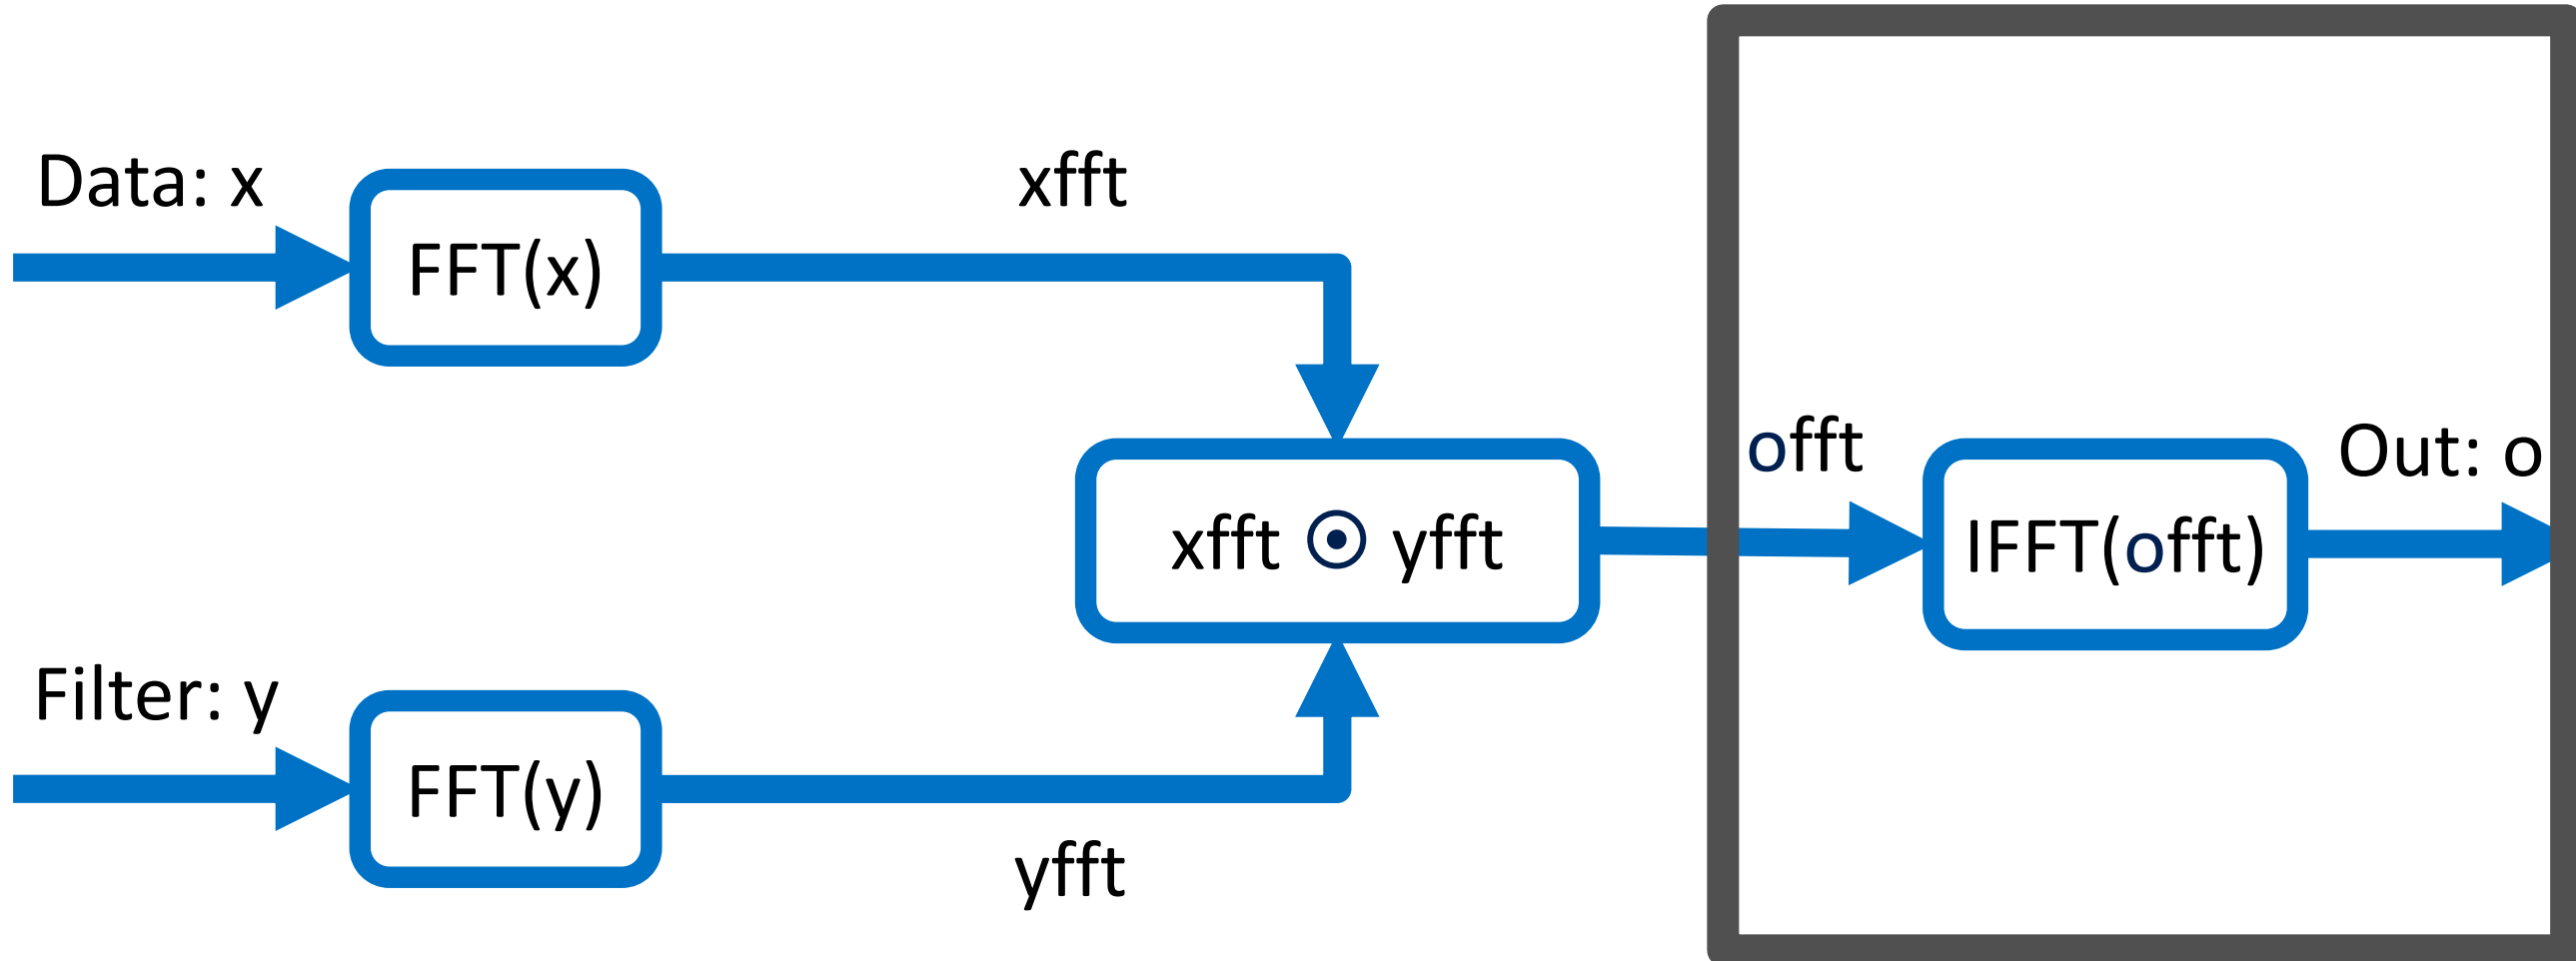 Data: x
FFT(x)
xfft
xfft ⊙ yfft
offt
IFFT(offt)
Out: o
Filter: y
FFT(y)
yfft